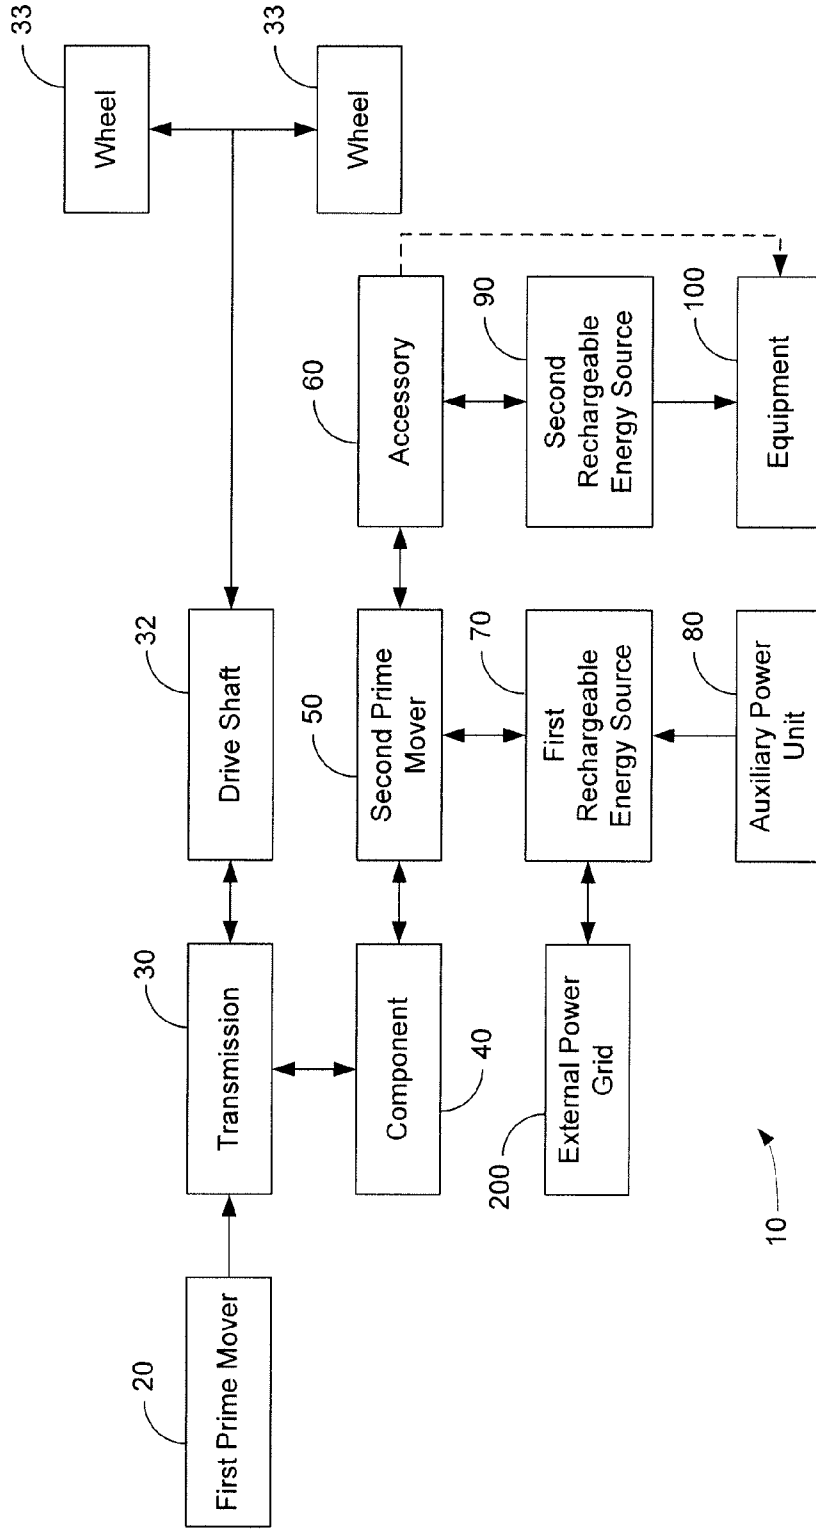 33
Wheel
33
Wheel
20
First Prime Mover
30
Transmission
32
Drive Shaft
Component
40
50
Second Prime
Mover
60
Accessory
200
External Power
Grid
70
First
Rechargeable
Energy Source
90
Second
Rechargeable
Energy Source
80
Auxiliary Power
Unit
100
Equipment
10